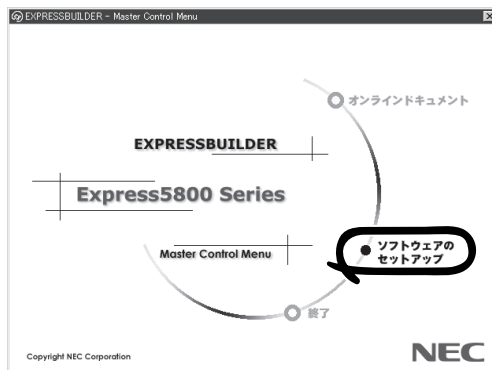 EXPRESSBUILDER - Master Control Menu
オンラインドキュメント
EXPRESSBUILDER
Express5800 Series
ソフトウェアの
セットアップ
Master Control Menu
終了
Copyright NEC Corporation
NEC